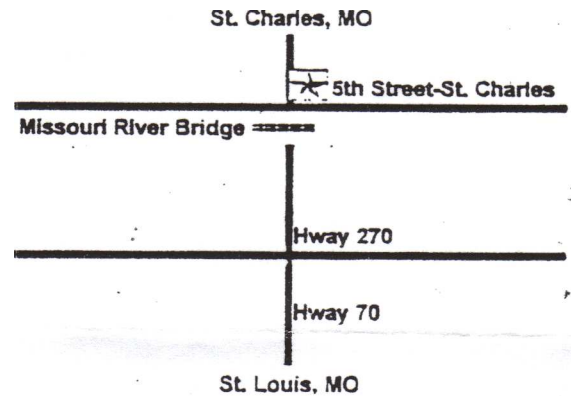 St. Charles, MO
5th Street-St. Charles
Missouri River Bridge
Hway 270
Hway 70
St. Louis, MO